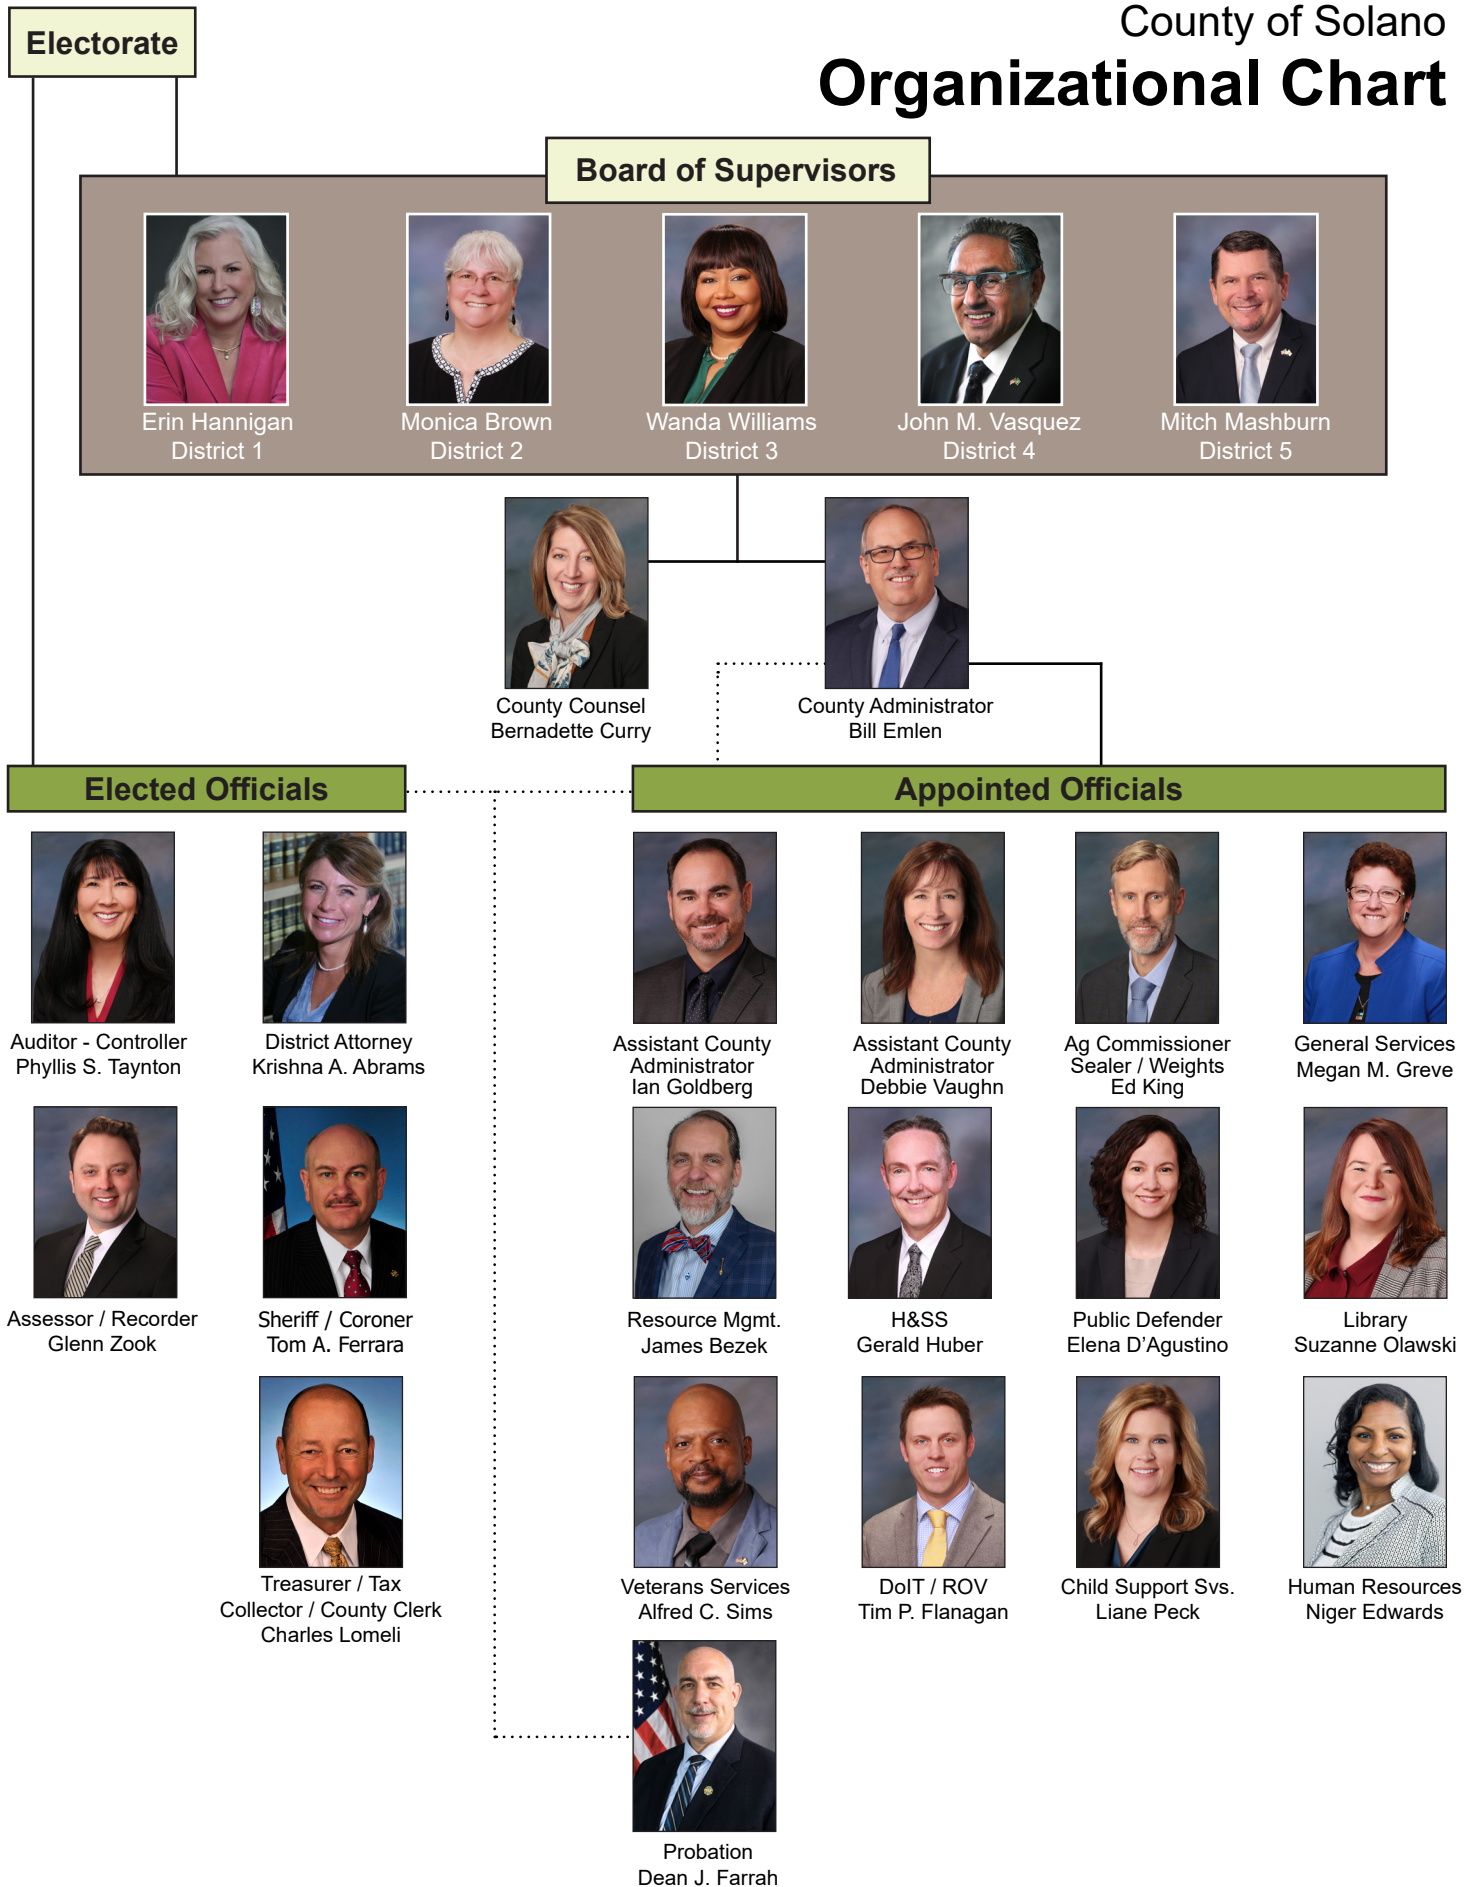 County of Solano
Organizational Chart
Electorate
Board of Supervisors
Erin Hannigan
District 1
Monica Brown
District 2
Wanda Williams
District 3
John M. Vasquez
District 4
Mitch Mashburn
District 5
County Counsel
Bernadette Curry
County Administrator
Bill Emlen
Elected Officials
Auditor - Controller
Phyllis S. Taynton
District Attorney
Krishna A. Abrams
Assessor / Recorder
Glenn Zook
Sheriff / Coroner
Tom A. Ferrara
Treasurer / Tax
Collector / County Clerk
Charles Lomeli
Appointed Officials
Assistant County
Administrator
Ian Goldberg
Assistant County
Administrator
Debbie Vaughn
Ag Commissioner
Sealer / Weights
Ed King
General Services
Megan M. Greve
Resource Mgmt.
James Bezek
H&SS
Gerald Huber
Public Defender
Elena D’Agustino
Library
Suzanne Olawski
Veterans Services
Alfred C. Sims
DoIT / ROV
Tim P. Flanagan
Child Support Svs.
Liane Peck
Human Resources
Niger Edwards
Probation
Dean J. Farrah